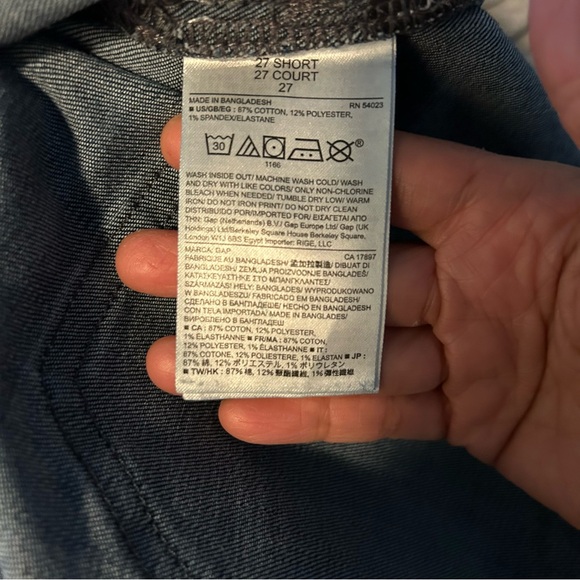 27 SHORT
27 COURT
27
MADE IN BANGLADESH RN 54023
■ US/GB/EG : 87% COTTON, 12% POLYESTER,
1% SPANDEX/ELASTANE
30
®
1166
WASH INSIDE OUT/ MACHINE WASH COLD/ WASH
AND DRY WITH LIKE COLORS/ ONLY NON-CHLORINE
BLEACH WHEN NEEDED/ TUMBLE DRY LOW/ WARM
IRON/ DO NOT IRON PRINT/ DO NOT DRY CLEAN
DISTRIBUTED POR/IMPORTED FOR/ ΕΙΣΑΓΕΤΑΙ ΑΠΟ
ΤΗΝ: Gap (Netherlands) B.V./ Gap Europe Ltd/ Gap (UK
Holdings) Ltd/Berkeley Square House Berkeley Square,
London W1J 6BS Egypt Importer: RIGE, LLC
MARCA: GAP CA 17897
FABRIQUÉ AU BANGLADESH/ 孟加拉製造/ DIBUAT DI
BANGLADESH/ ZEMLJA PROIZVODNJE BANGLADEŠ/
ΚΑΤΑΣΚΕΥΑΣΤΗΚΕ ΣΤΟ ΜΠΑΓΚΛΑΝΤΕΣ/
SZÁRMAZÁSI HELY: BANGLADES/ WYPRODUKOWANO
W BANGLADESZU/ FABRICADO EM BANGLADESH/
СДЕЛАНО В БАНГЛАДЕШ/ HECHO EN BANGLADESH
CON TELA IMPORTADA/ MADE IN BANGLADES/
ВИРОБЛЕНО В БАНГЛАДЕШ
■ CA : 87% COTON, 12% POLYESTER,
1% ÉLASTHANNE ■ FR/MA : 87% COTON,
12% POLYESTER, 1% ÉLASTHANNE ■ IT :
87% COTONE, 12% POLIESTERE, 1% ELASTAN ■ JP :
87% 綿, 12% ポリエステル, 1% ポリウレタン
■ TW/HK : 87% 棉, 12% 聚酯纖維, 1% 彈性纖維